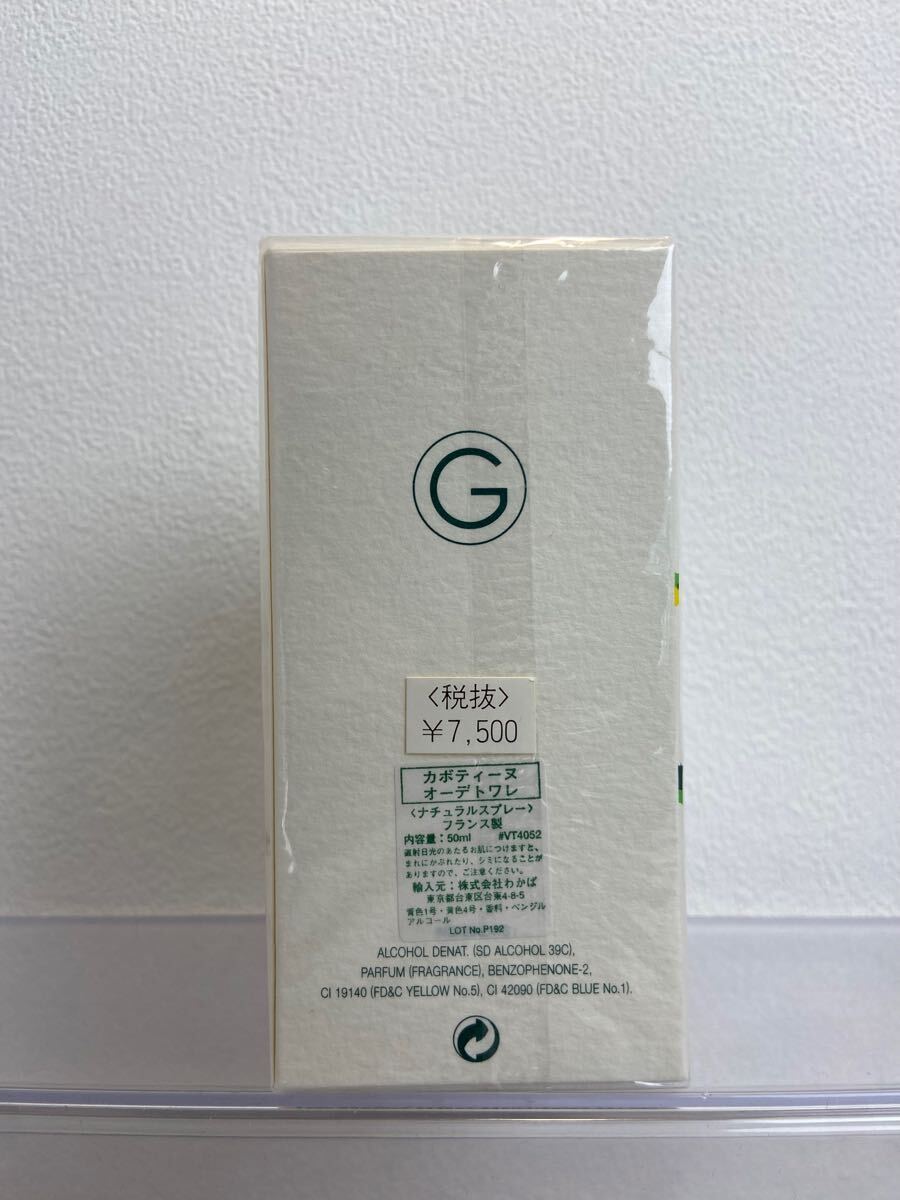 G
〈税抜〉
￥7,500
カボティーヌ
オーデトワレ
〈ナチュラルスプレー〉
フランス製
内容量：50ml #VT4052
直射日光のあたるお肌につけますと、
まれにかぶれたり、シミになることが
ありますので、ご注意ください。
輸入元：株式会社わかば
東京都台東区台東4-8-5
黄色1号・黄色4号・香料・ベンジル
アルコール
LOT No.P192
ALCOHOL DENAT. (SD ALCOHOL 39C),
PARFUM (FRAGRANCE), BENZOPHENONE-2,
CI 19140 (FD&C YELLOW No.5), CI 42090 (FD&C BLUE No.1).